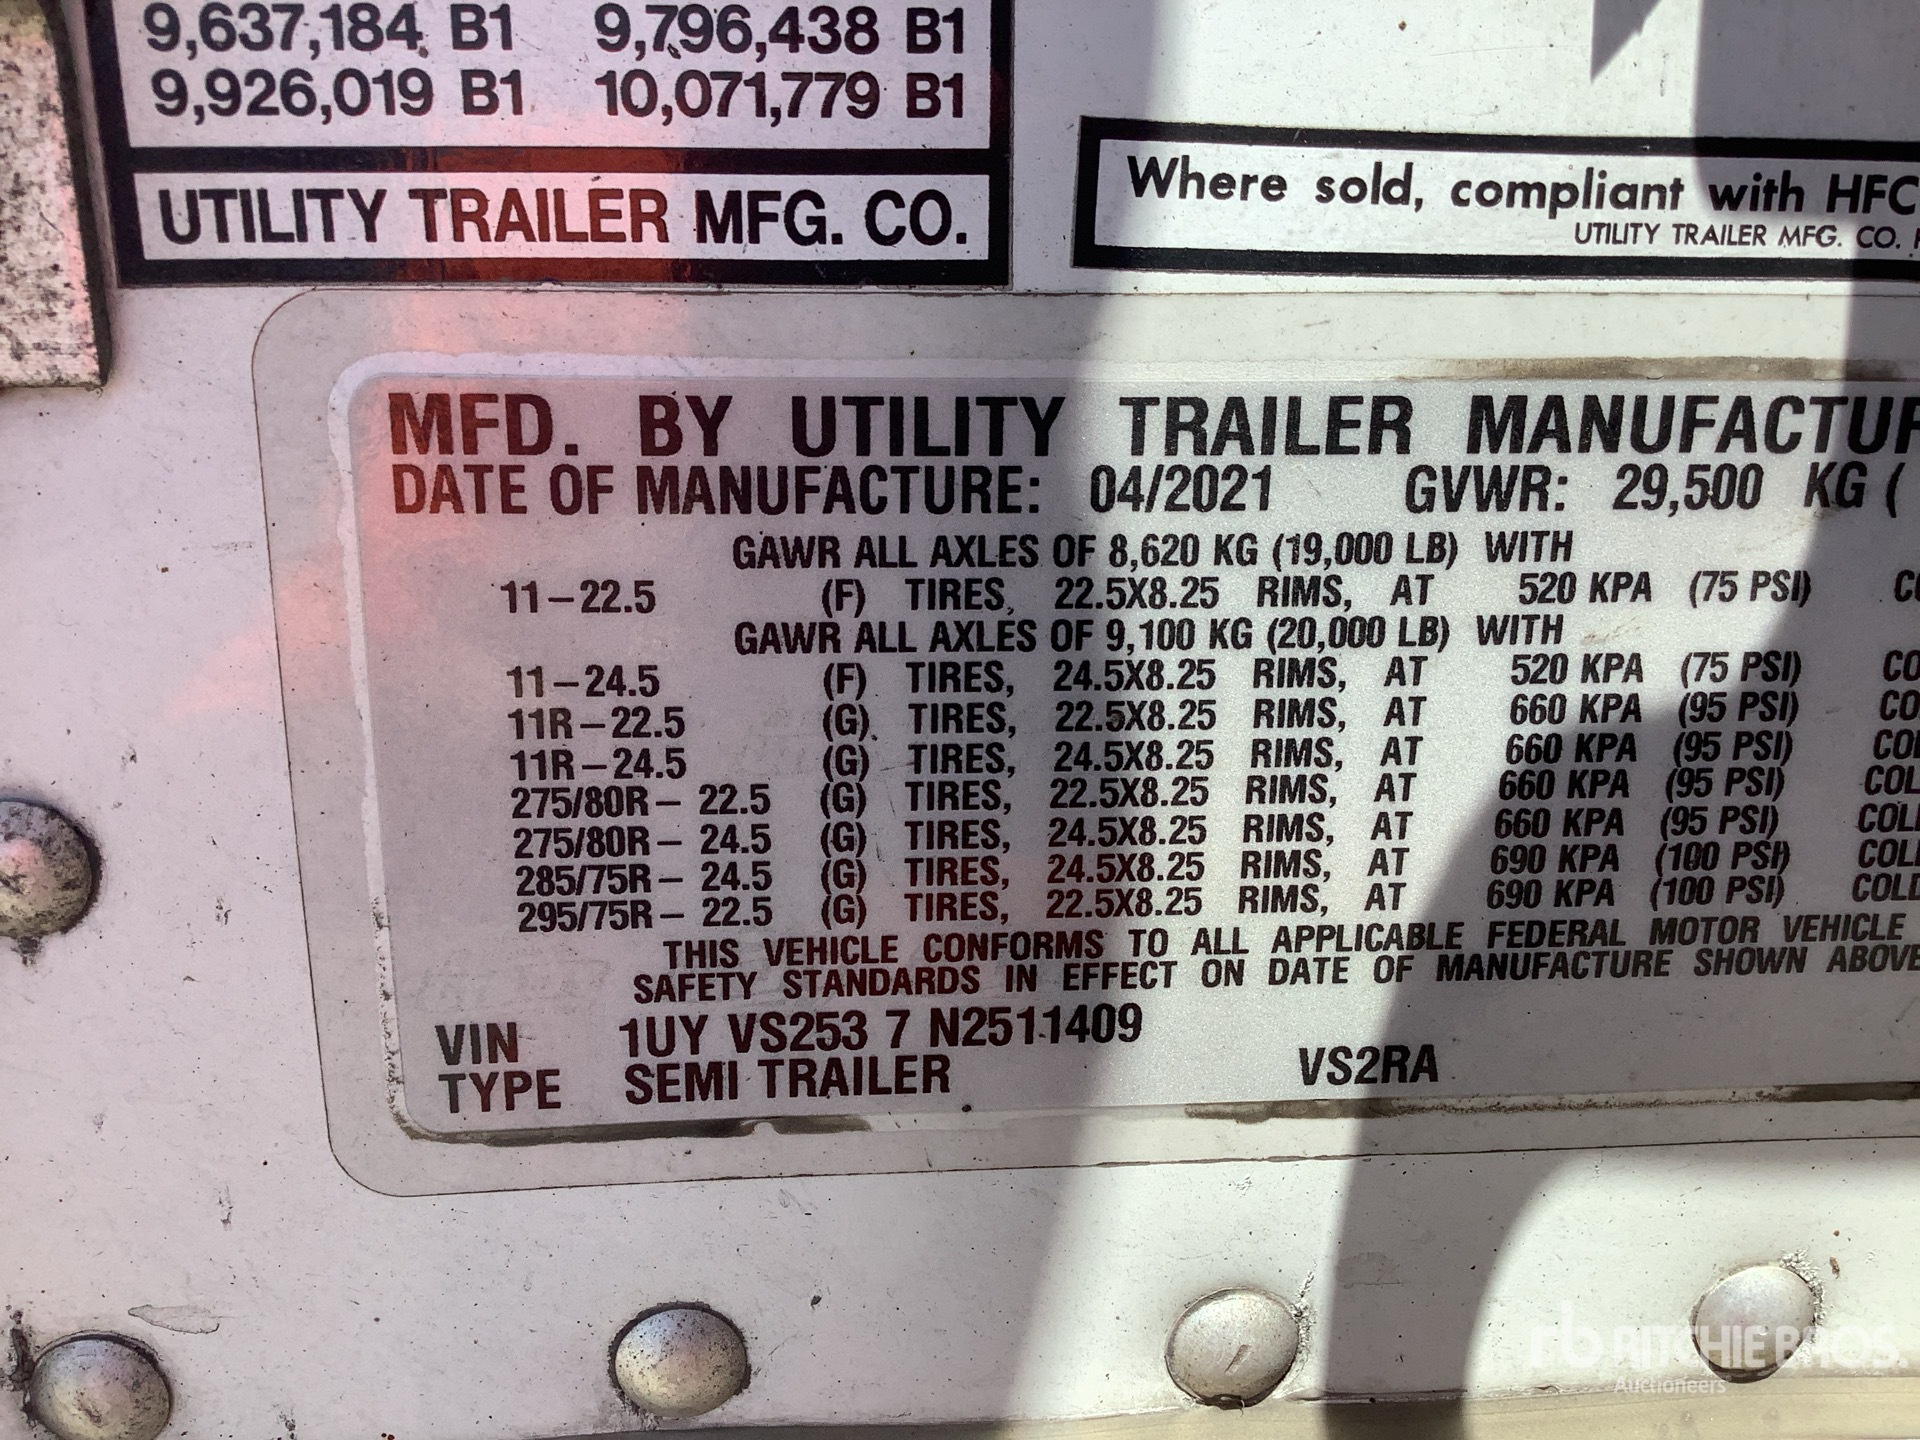 9,637,184 B1 9,796,438 B1
9,926,019 B1 10,071,779 B1
UTILITY TRAILER MFG. CO.
Where sold, compliant with HFC
UTILITY TRAILER MFG. CO.
MFD. BY UTILITY TRAILER MANUFACTUR
DATE OF MANUFACTURE: 04/2021 GVWR: 29,500 KG (
GAWR ALL AXLES OF 8,620 KG (19,000 LB) WITH
11-22.5 (F) TIRES, 22.5X8.25 RIMS, AT 520 KPA (75 PSI) CO
GAWR ALL AXLES OF 9,100 KG (20,000 LB) WITH
11-24.5 (F) TIRES, 24.5X8.25 RIMS, AT 520 KPA (75 PSI) CO
11R-22.5 (G) TIRES, 22.5X8.25 RIMS, AT 660 KPA (95 PSI) CO
11R-24.5 (G) TIRES, 24.5X8.25 RIMS, AT 660 KPA (95 PSI) COL
275/80R- 22.5 (G) TIRES, 22.5X8.25 RIMS, AT 660 KPA (95 PSI) COL
275/80R- 24.5 (G) TIRES, 24.5X8.25 RIMS, AT 660 KPA (95 PSI) COLD
285/75R- 24.5 (G) TIRES, 24.5X8.25 RIMS, AT 690 KPA (100 PSI) COLD
295/75R- 22.5 (G) TIRES, 22.5X8.25 RIMS, AT 690 KPA (100 PSI) COLD
THIS VEHICLE CONFORMS TO ALL APPLICABLE FEDERAL MOTOR VEHICLE
SAFETY STANDARDS IN EFFECT ON DATE OF MANUFACTURE SHOWN ABOVE
VIN 1UY VS253 7 N2511409
TYPE SEMI TRAILER VS2RA
rb RITCHIE BROS.
Auctioneers